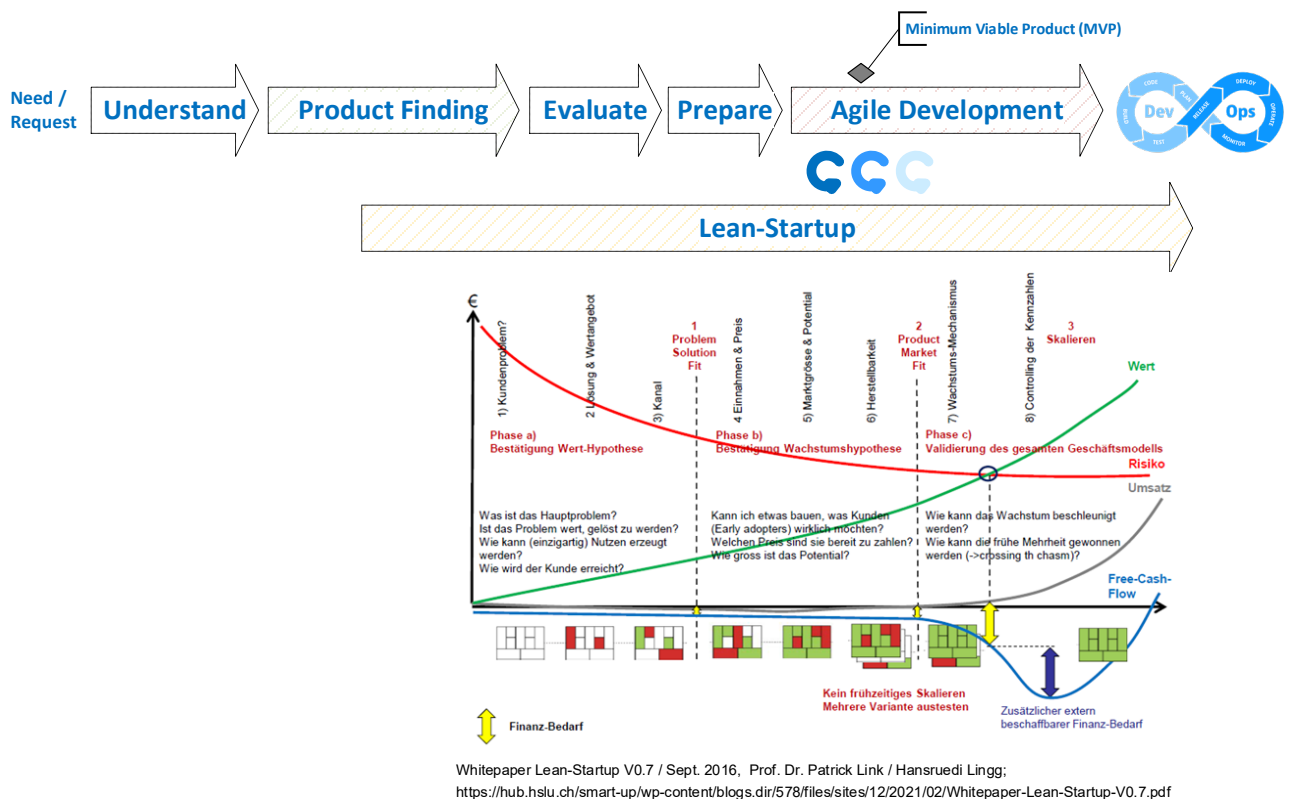 Minimum Viable Product (MVP)
Need /
Request
Understand
Product Finding
Evaluate
Prepare
Agile Development
CODE
BUILD
PLAN
TEST
Dev
RELEASE
DEPLOY
OPERATE
MONITOR
Ops
Lean-Startup
€
1) Kundenproblem?
2 Lösung & Wertangebot
3) Kanal
1
Problem
Solution
Fit
4 Einnahmen & Preis
5) Marktgrösse & Potential
6) Herstellbarkeit
2
Product
Market
Fit
7) Wachstums-Mechanismus
8) Controlling der Kennzahlen
3
Skalieren
Wert
Phase a)
Bestätigung Wert-Hypothese
Phase b)
Bestätigung Wachstumshypothese
Phase c)
Validierung des gesamten Geschäftsmodells
Risiko
Umsatz
Was ist das Hauptproblem?
Ist das Problem wert, gelöst zu werden?
Wie kann (einzigartig) Nutzen erzeugt
werden?
Wie wird der Kunde erreicht?
Kann ich etwas bauen, was Kunden
(Early adopters) wirklich möchten?
Welchen Preis sind sie bereit zu zahlen?
Wie gross ist das Potential?
Wie kann das Wachstum beschleunigt
werden?
Wie kann die frühe Mehrheit gewonnen
werden (->crossing th chasm)?
Free-Cash-
Flow
Kein frühzeitiges Skalieren
Mehrere Variante austesten
Zusätzlicher extern
beschaffbarer Finanz-Bedarf
Finanz-Bedarf
Whitepaper Lean-Startup V0.7 / Sept. 2016, Prof. Dr. Patrick Link / Hansruedi Lingg;
https://hub.hslu.ch/smart-up/wp-content/blogs.dir/578/files/sites/12/2021/02/Whitepaper-Lean-Startup-V0.7.pdf